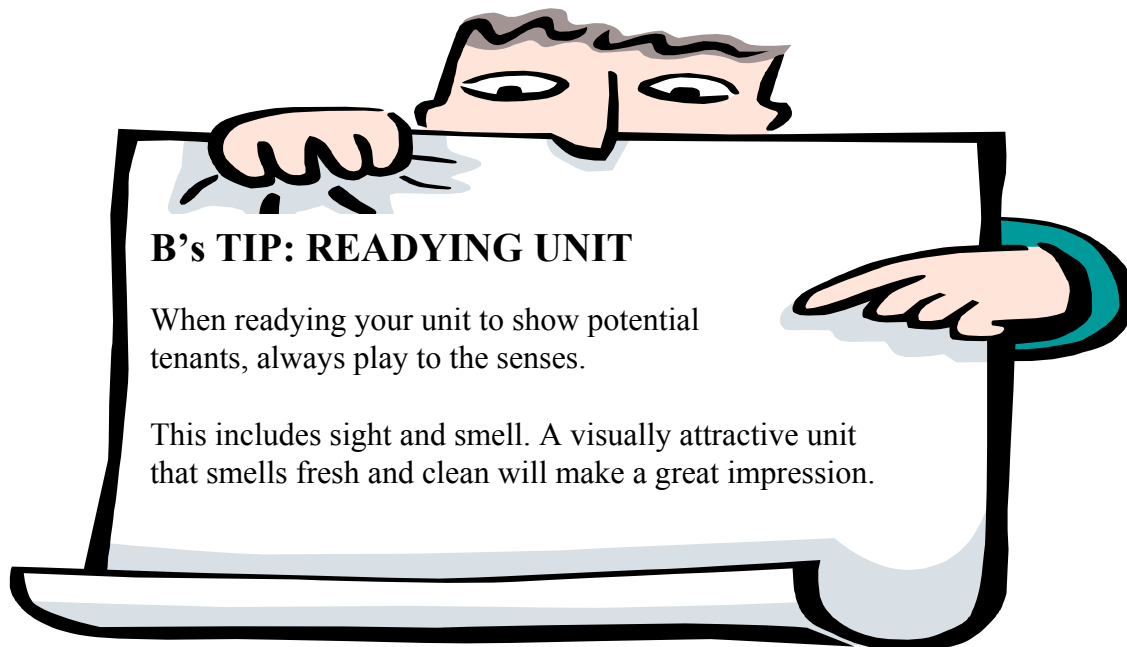 B’s TIP: READYING UNIT
When readying your unit to show potential
tenants, always play to the senses.
This includes sight and smell. A visually attractive unit
that smells fresh and clean will make a great impression.